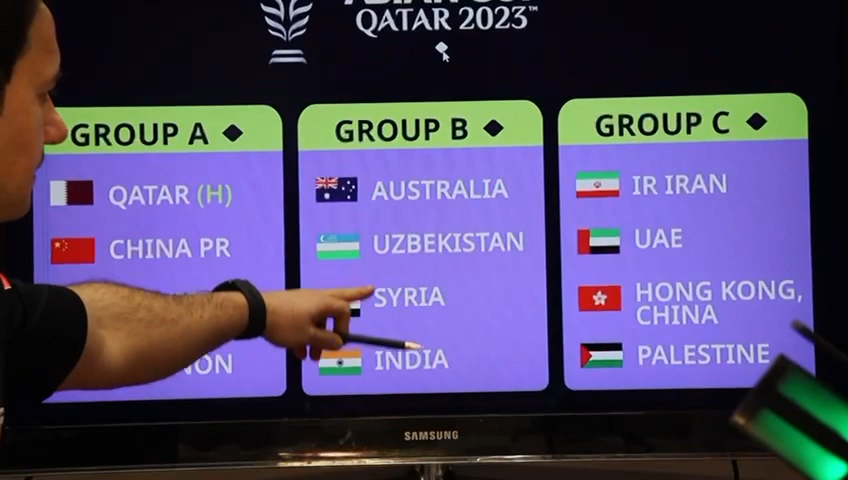 QATAR 2023™
GROUP A
QATAR (H)
CHINA PR
NON
GROUP B
AUSTRALIA
UZBEKISTAN
SYRIA
INDIA
GROUP C
IR IRAN
UAE
HONG KONG,
CHINA
PALESTINE
SAMSUNG